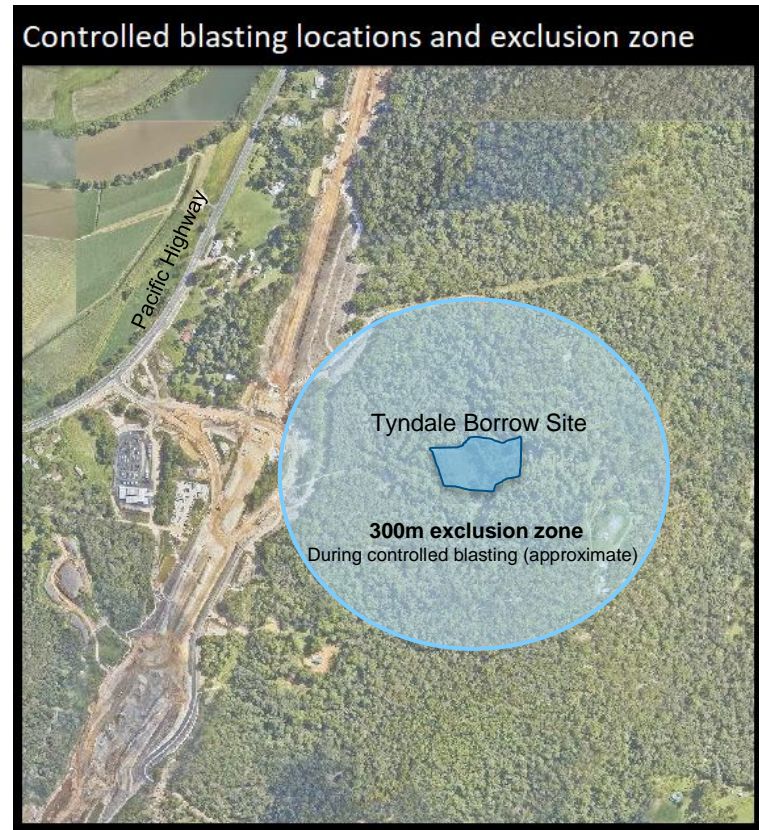 Controlled blasting locations and exclusion zone
Pacific Highway
Tyndale Borrow Site
300m exclusion zone
During controlled blasting (approximate)